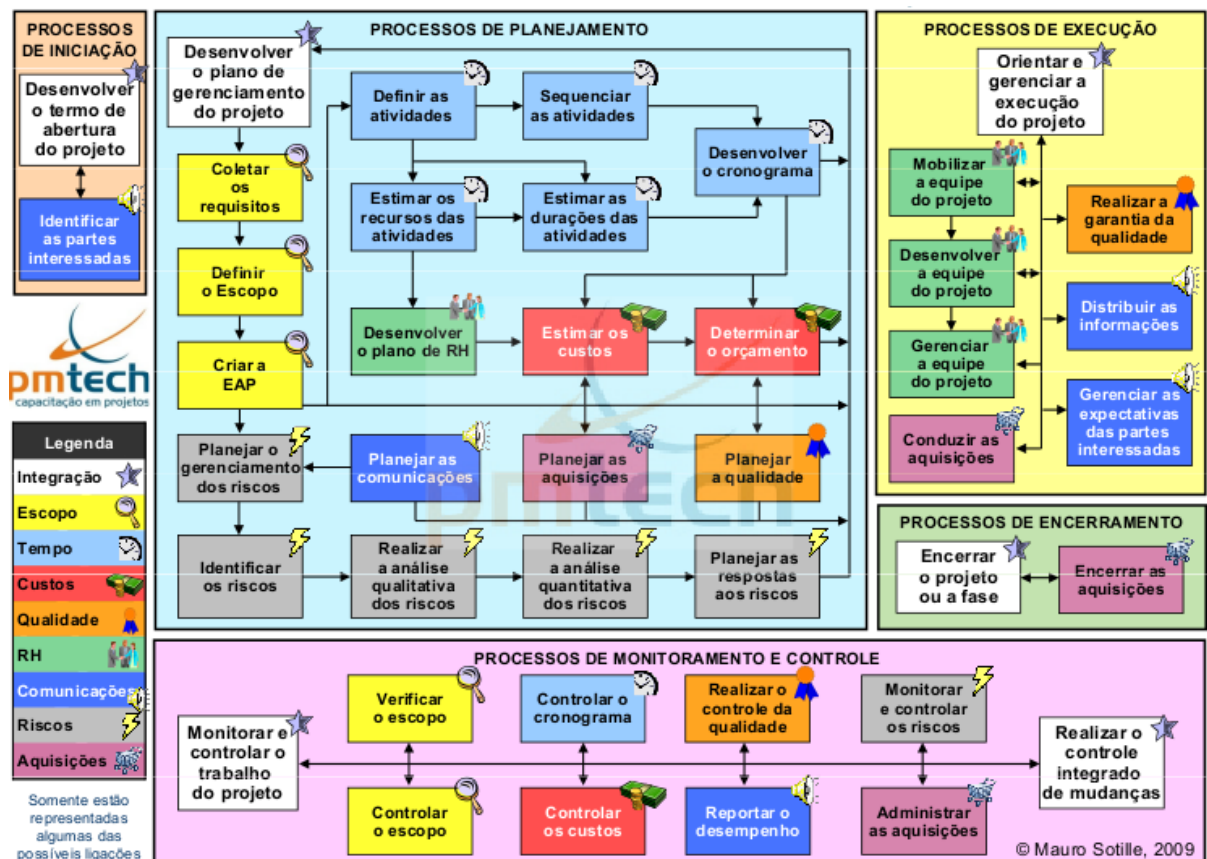 PROCESSOS
DE INICIAÇÃO
Desenvolver
o termo de
abertura
do projeto
Identificar
as partes
interessadas
pmtech
capacitação em projetos
Legenda
Integração
Escopo
Tempo
Custos
Qualidade
RH
Comunicações
Riscos
Aquisições
Somente estão
representadas
algumas das
possíveis ligações
PROCESSOS DE PLANEJAMENTO
Desenvolver
o plano de
gerenciamento
do projeto
Definir as
atividades
Sequenciar
as atividades
Desenvolver
o cronograma
Coletar
os
requisitos
Estimar os
recursos das
atividades
Estimar as
durações das
atividades
Definir
o Escopo
Desenvolver
o plano de RH
Estimar os
custos
Determinar
o orçamento
Criar a
EAP
Planejar o
gerenciamento
dos riscos
Planejar as
comunicações
Planejar as
aquisições
Planejar
a qualidade
pmtech
Identificar
os riscos
Realizar
a análise
qualitativa
dos riscos
Realizar
a análise
quantitativa
dos riscos
Planejar as
respostas
aos riscos
PROCESSOS DE EXECUÇÃO
Orientar e
gerenciar a
execução
do projeto
Mobilizar
a equipe
do projeto
Realizar a
garantia da
qualidade
Desenvolver
a equipe
do projeto
Distribuir as
informações
Gerenciar
a equipe
do projeto
Gerenciar as
expectativas
das partes
interessadas
Conduzir as
aquisições
PROCESSOS DE ENCERRAMENTO
Encerrar
o projeto
ou a fase
Encerrar as
aquisições
PROCESSOS DE MONITORAMENTO E CONTROLE
Monitorar e
controlar o
trabalho
do projeto
Verificar
o escopo
Controlar o
cronograma
Realizar o
controle da
qualidade
Monitorar
e controlar
os riscos
Realizar o
controle
integrado
de mudanças
Controlar
o escopo
Controlar
os custos
Reportar o
desempenho
Administrar
as aquisições
© Mauro Sotille, 2009